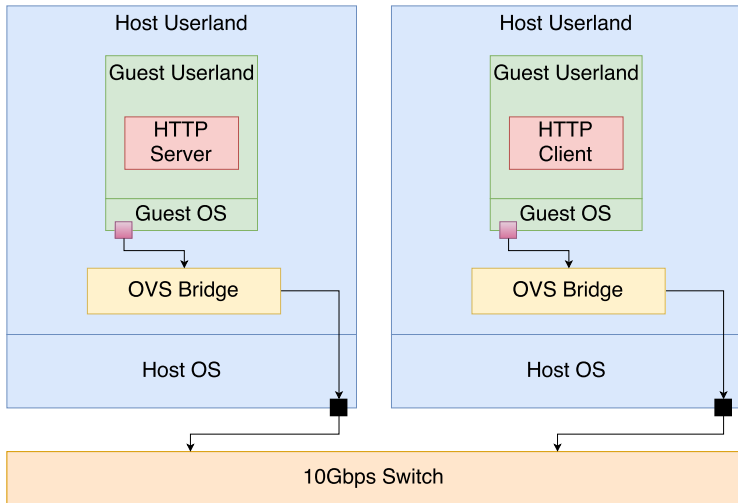 Host Userland
Guest Userland
HTTP
Server
Guest OS
OVS Bridge
Host OS
Host Userland
Guest Userland
HTTP
Client
Guest OS
OVS Bridge
Host OS
10Gbps Switch